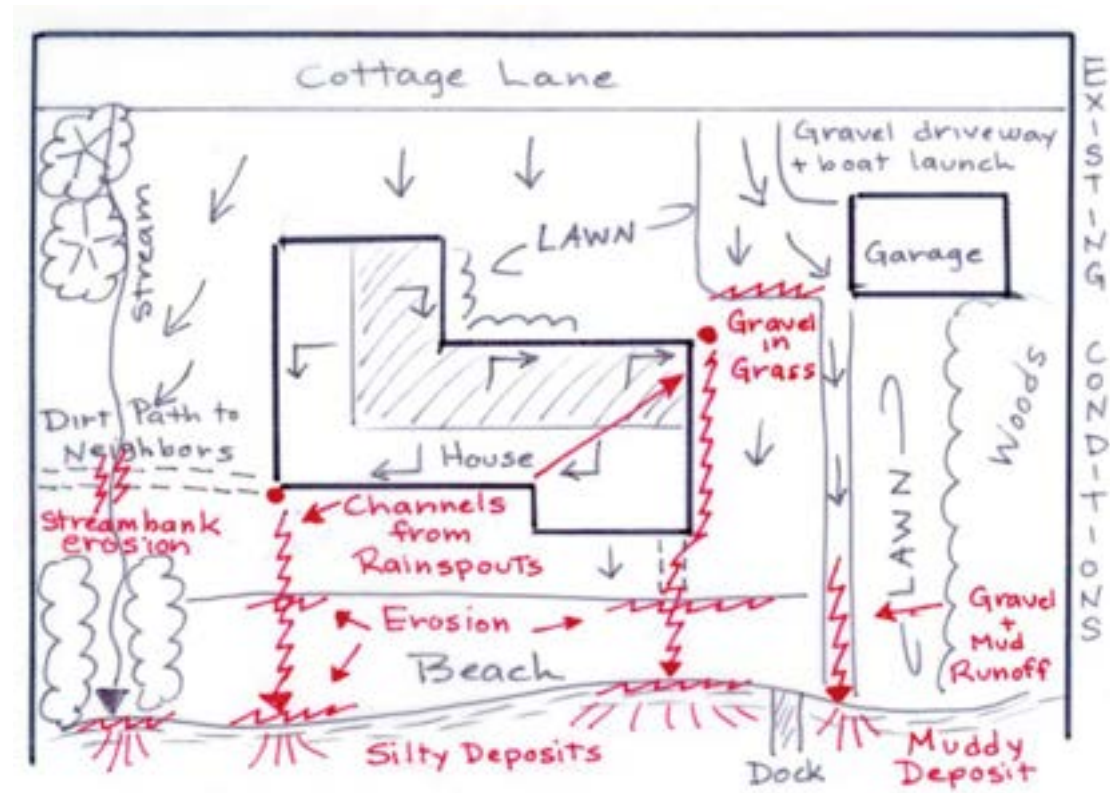 Cottage Lane
EXISTING CONDITIONS
Gravel driveway
+ boat launch
Stream
LAWN
Garage
Gravel
in
Grass
Woods
Dirt Path to
Neighbors
House
Streambank
erosion
Channels
from
Rainspouts
LAWN
Erosion
Gravel
+
Mud
Runoff
Beach
Silty Deposits
Dock
Muddy
Deposit